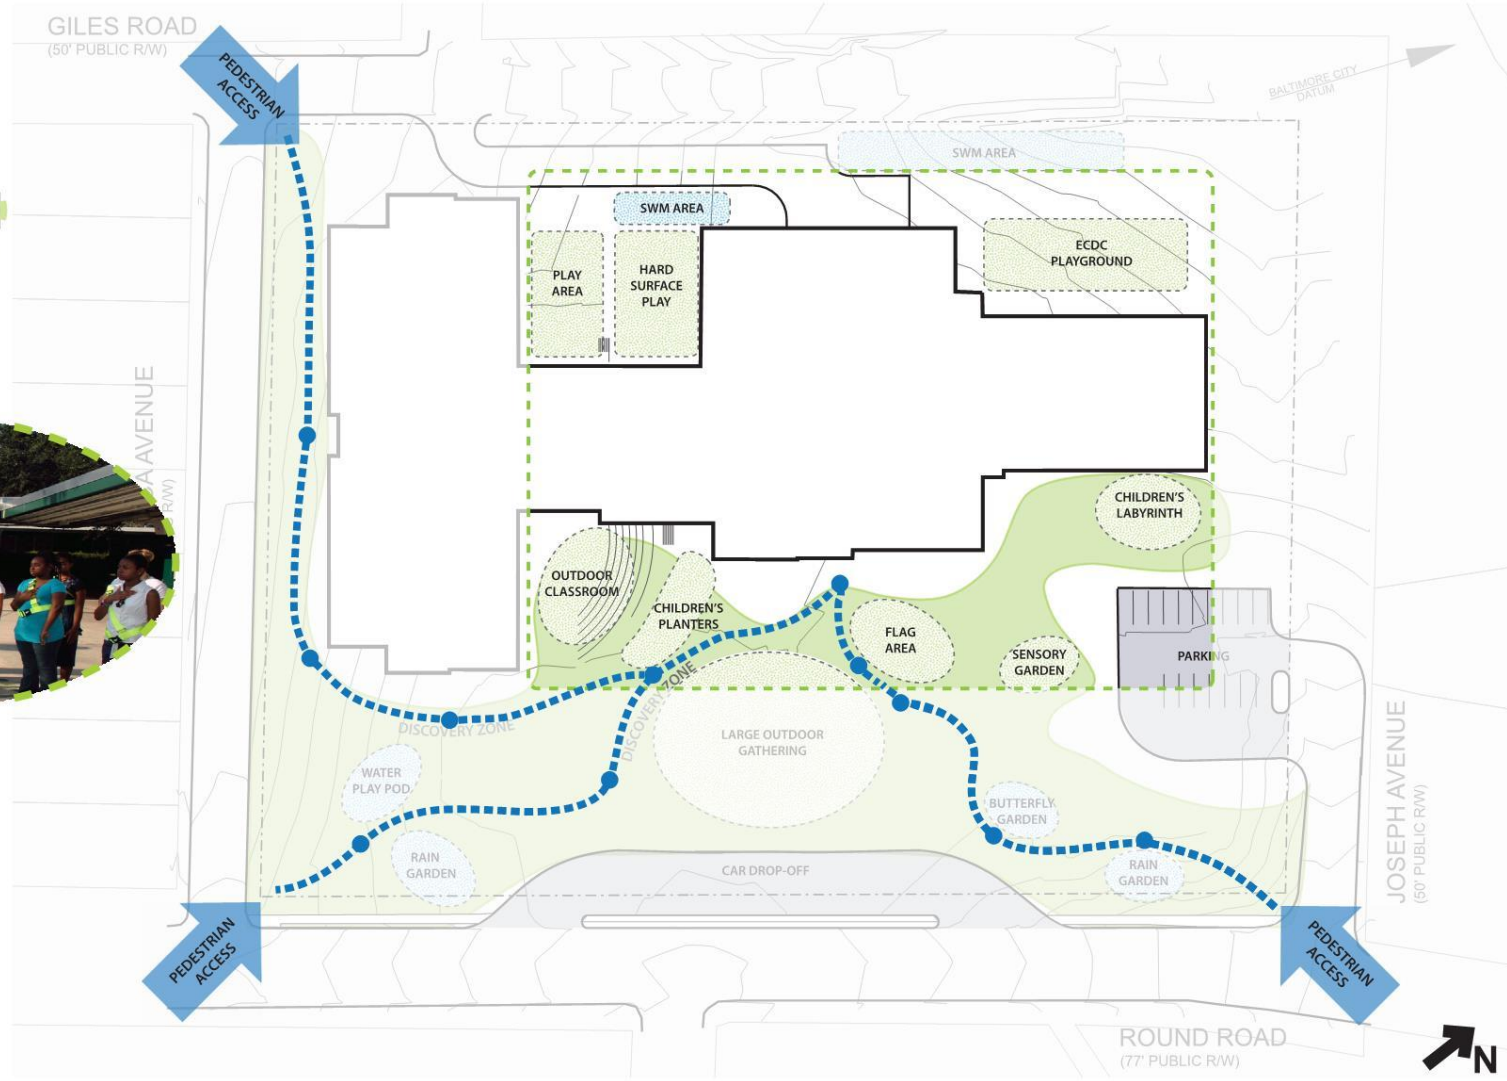 GILES ROAD
(50' PUBLIC R/W)
PEDESTRIAN
ACCESS
BALTIMORE CITY
DATUM
SWM AREA
SWM AREA
PLAY
AREA
HARD
SURFACE
PLAY
ECDC
PLAYGROUND
AVENUE
R/W)
CHILDREN'S
LABYRINTH
OUTDOOR
CLASSROOM
CHILDREN'S
PLANTERS
FLAG
AREA
SENSORY
GARDEN
PARKING
DISCOVERY ZONE
DISCOVERY ZONE
LARGE OUTDOOR
GATHERING
WATER
PLAY POD
BUTTERFLY
GARDEN
RAIN
GARDEN
CAR DROP-OFF
RAIN
GARDEN
JOSEPH AVENUE
(50' PUBLIC R/W)
PEDESTRIAN
ACCESS
PEDESTRIAN
ACCESS
ROUND ROAD
(77' PUBLIC R/W)
N